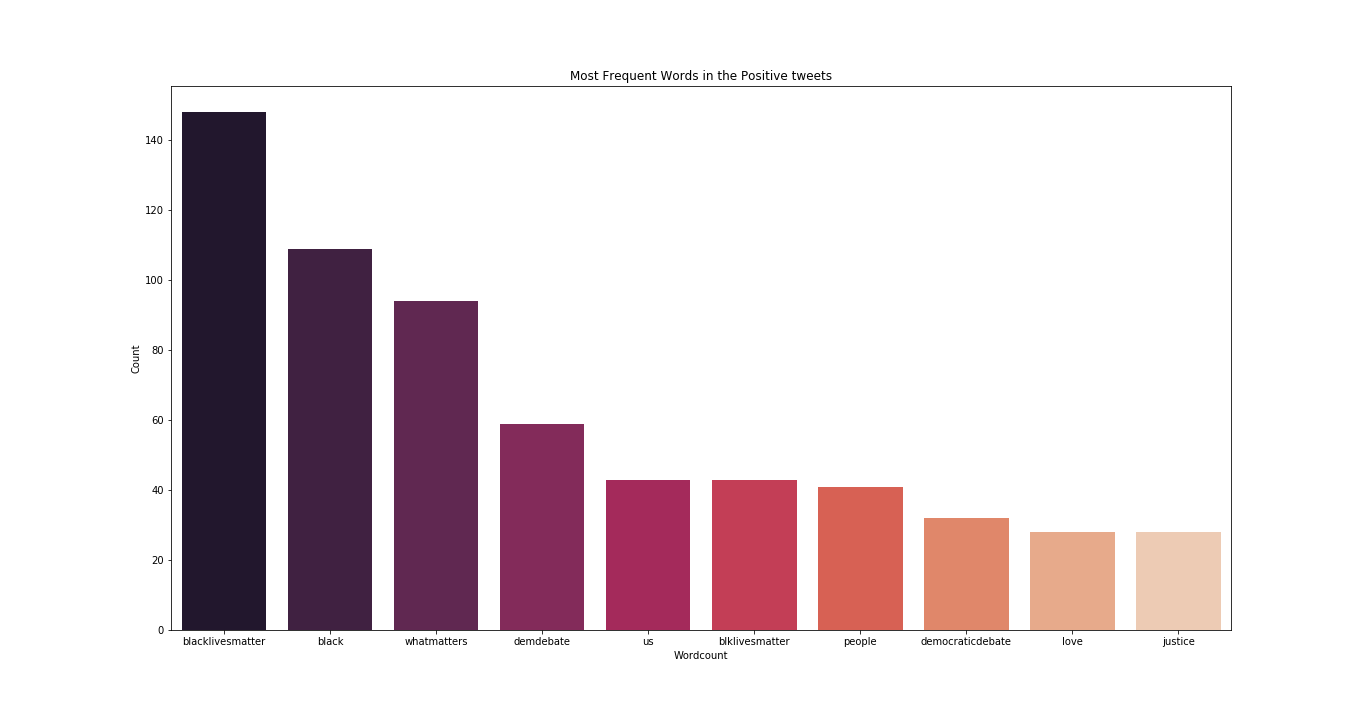 Most Frequent Words in the Positive tweets
140
120
100
80
60
40
20
0
Count
blacklivesmatter black whatmatters demdebate us blklivesmatter people democraticdebate love justice
Wordcount